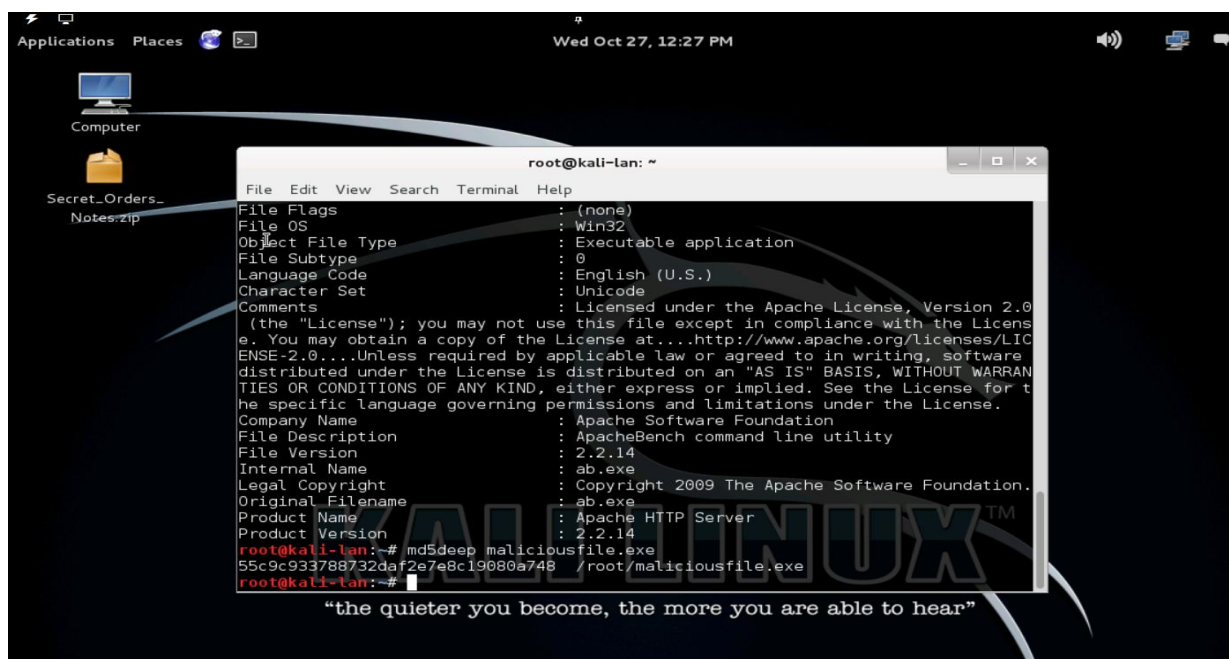 Applications Places
Wed Oct 27, 12:27 PM
Computer
Secret_Orders_
Notes.zip
root@kali-lan: ~
File Edit View Search Terminal Help
File Flags : (none)
File OS : Win32
Object File Type : Executable application
File Subtype : 0
Language Code : English (U.S.)
Character Set : Unicode
Comments : Licensed under the Apache License, Version 2.0
(the "License"); you may not use this file except in compliance with the Licens
e. You may obtain a copy of the License at....http://www.apache.org/licenses/LIC
ENSE-2.0....Unless required by applicable law or agreed to in writing, software
distributed under the License is distributed on an "AS IS" BASIS, WITHOUT WARRAN
TIES OR CONDITIONS OF ANY KIND, either express or implied. See the License for t
he specific language governing permissions and limitations under the License.
Company Name : Apache Software Foundation
File Description : ApacheBench command line utility
File Version : 2.2.14
Internal Name : ab.exe
Legal Copyright : Copyright 2009 The Apache Software Foundation.
Original Filename : ab.exe
Product Name : Apache HTTP Server
Product Version : 2.2.14
root@kali-lan:~# md5deep maliciousfile.exe
55c9c933788732daf2e7e8c19080a748 /root/maliciousfile.exe
root@kali-lan:~#
KALI LINUX™
“the quieter you become, the more you are able to hear”